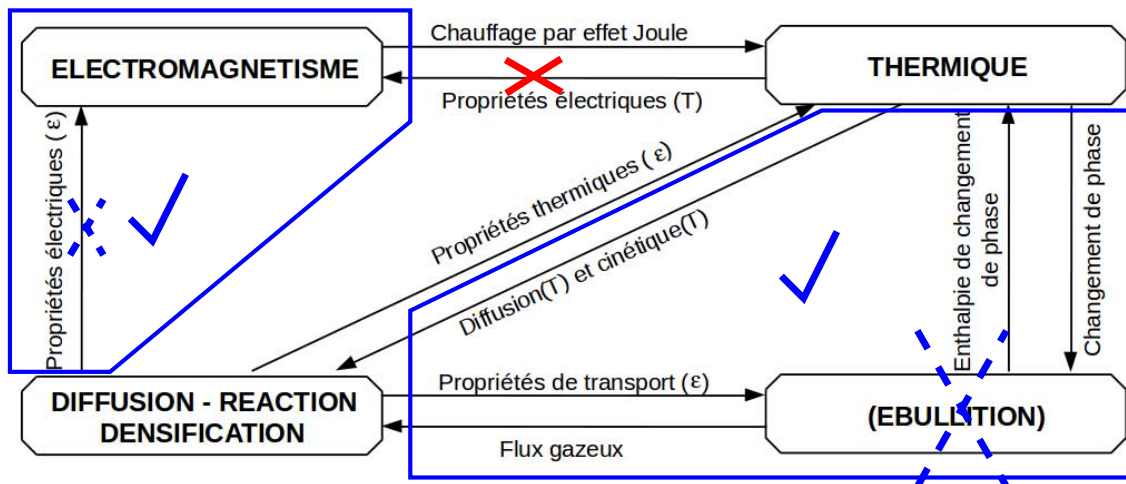 ELECTROMAGNETISME
Chauffage par effet Joule
Propriétés électriques (T)
THERMIQUE
Propriétés électriques ( ε)
Propriétés thermiques ( ε)
Diffusion(T) et cinétique(T)
Enthalpie de changement
de phase
Changement de phase
DIFFUSION - REACTION
DENSIFICATION
Propriétés de transport (ε)
Flux gazeux
(EBULLITION)